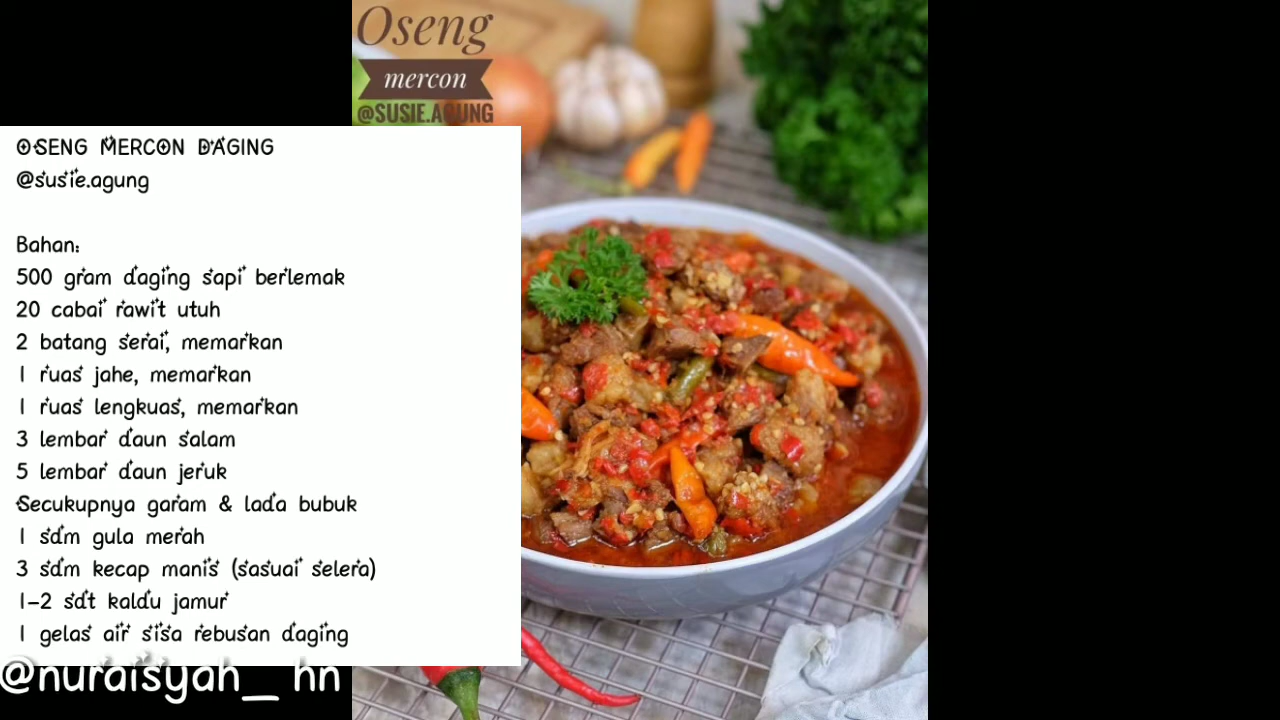 Oseng
mercon
@SUSIE.AGUNG
OSENG MERCON DAGING
@susie.agung
Bahan:
500 gram daging sapi berlemak
20 cabai rawit utuh
2 batang serai, memarkan
1 ruas jahe, memarkan
1 ruas lengkuas, memarkan
3 lembar daun salam
5 lembar daun jeruk
Secukupnya garam & lada bubuk
1 sdm gula merah
3 sdm kecap manis (sasuai selera)
1-2 sdt kaldu jamur
1 gelas air sisa rebusan daging
@nuraisyah_ hn